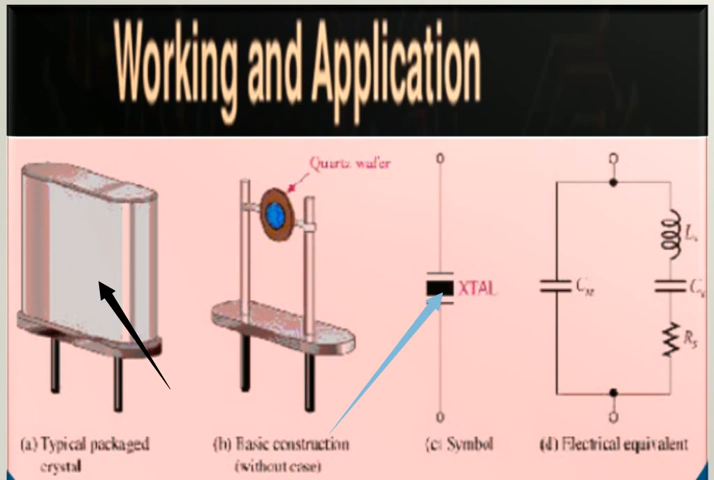 Working and Application
Quartz wafer
XTAL
(a) Typical packaged
crystal
(b) Basic construction
(without case)
(c) Symbol
(d) Electrical equivalent